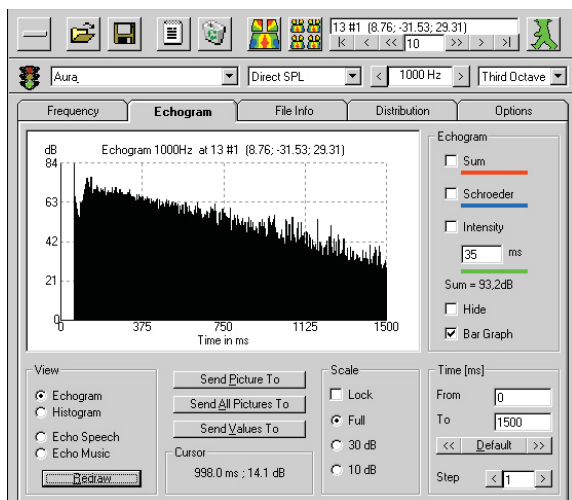 13 #1 (8.76; -31.53; 29.31)
K < << 10 >> > >|
Aura
Direct SPL
< 1000 Hz >
Third Octave
Frequency
Echogram
File Info
Distribution
Options
dB
Echogram 1000Hz at 13 #1 (8.76; -31.53; 29.31)
84
63
42
21
0
0 375 750 1125 1500
Time in ms
Echogram
Sum
Schroeder
Intensity
35 ms
Sum = 93,2dB
Hide
Bar Graph
View
Echogram
Histogram
Echo Speech
Echo Music
Redraw
Send Picture To
Send All Pictures To
Send Values To
Cursor
998.0 ms ; 14.1 dB
Scale
Lock
Full
30 dB
10 dB
Time [ms]
From 0
To 1500
<< Default >>
Step < 1 >